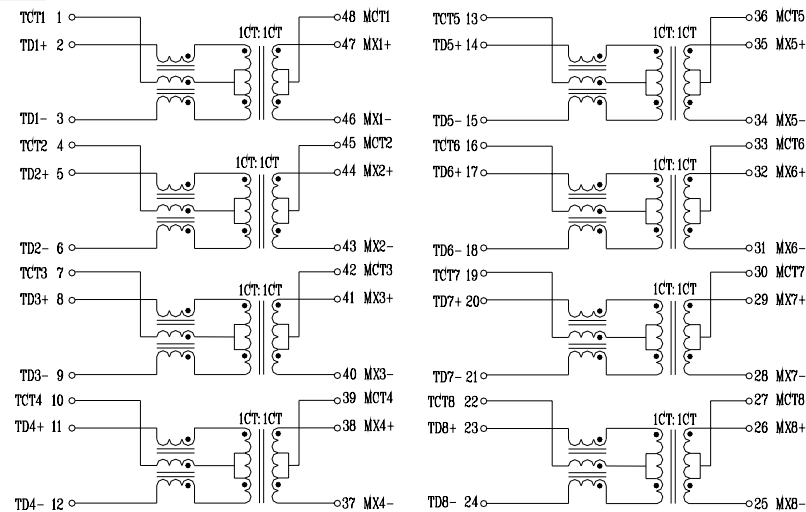 TCT1 1
48 MCT1
1CT:1CT
TD1+ 2
47 MX1+
TD1- 3
46 MX1-
TCT2 4
45 MCT2
1CT:1CT
TD2+ 5
44 MX2+
TD2- 6
43 MX2-
TCT3 7
42 MCT3
1CT:1CT
TD3+ 8
41 MX3+
TD3- 9
40 MX3-
TCT4 10
39 MCT4
1CT:1CT
TD4+ 11
38 MX4+
TD4- 12
37 MX4-
TCT5 13
36 MCT5
1CT:1CT
TD5+ 14
35 MX5+
TD5- 15
34 MX5-
TCT6 16
33 MCT6
1CT:1CT
TD6+ 17
32 MX6+
TD6- 18
31 MX6-
TCT7 19
30 MCT7
1CT:1CT
TD7+ 20
29 MX7+
TD7- 21
28 MX7-
TCT8 22
27 MCT8
1CT:1CT
TD8+ 23
26 MX8+
TD8- 24
25 MX8-